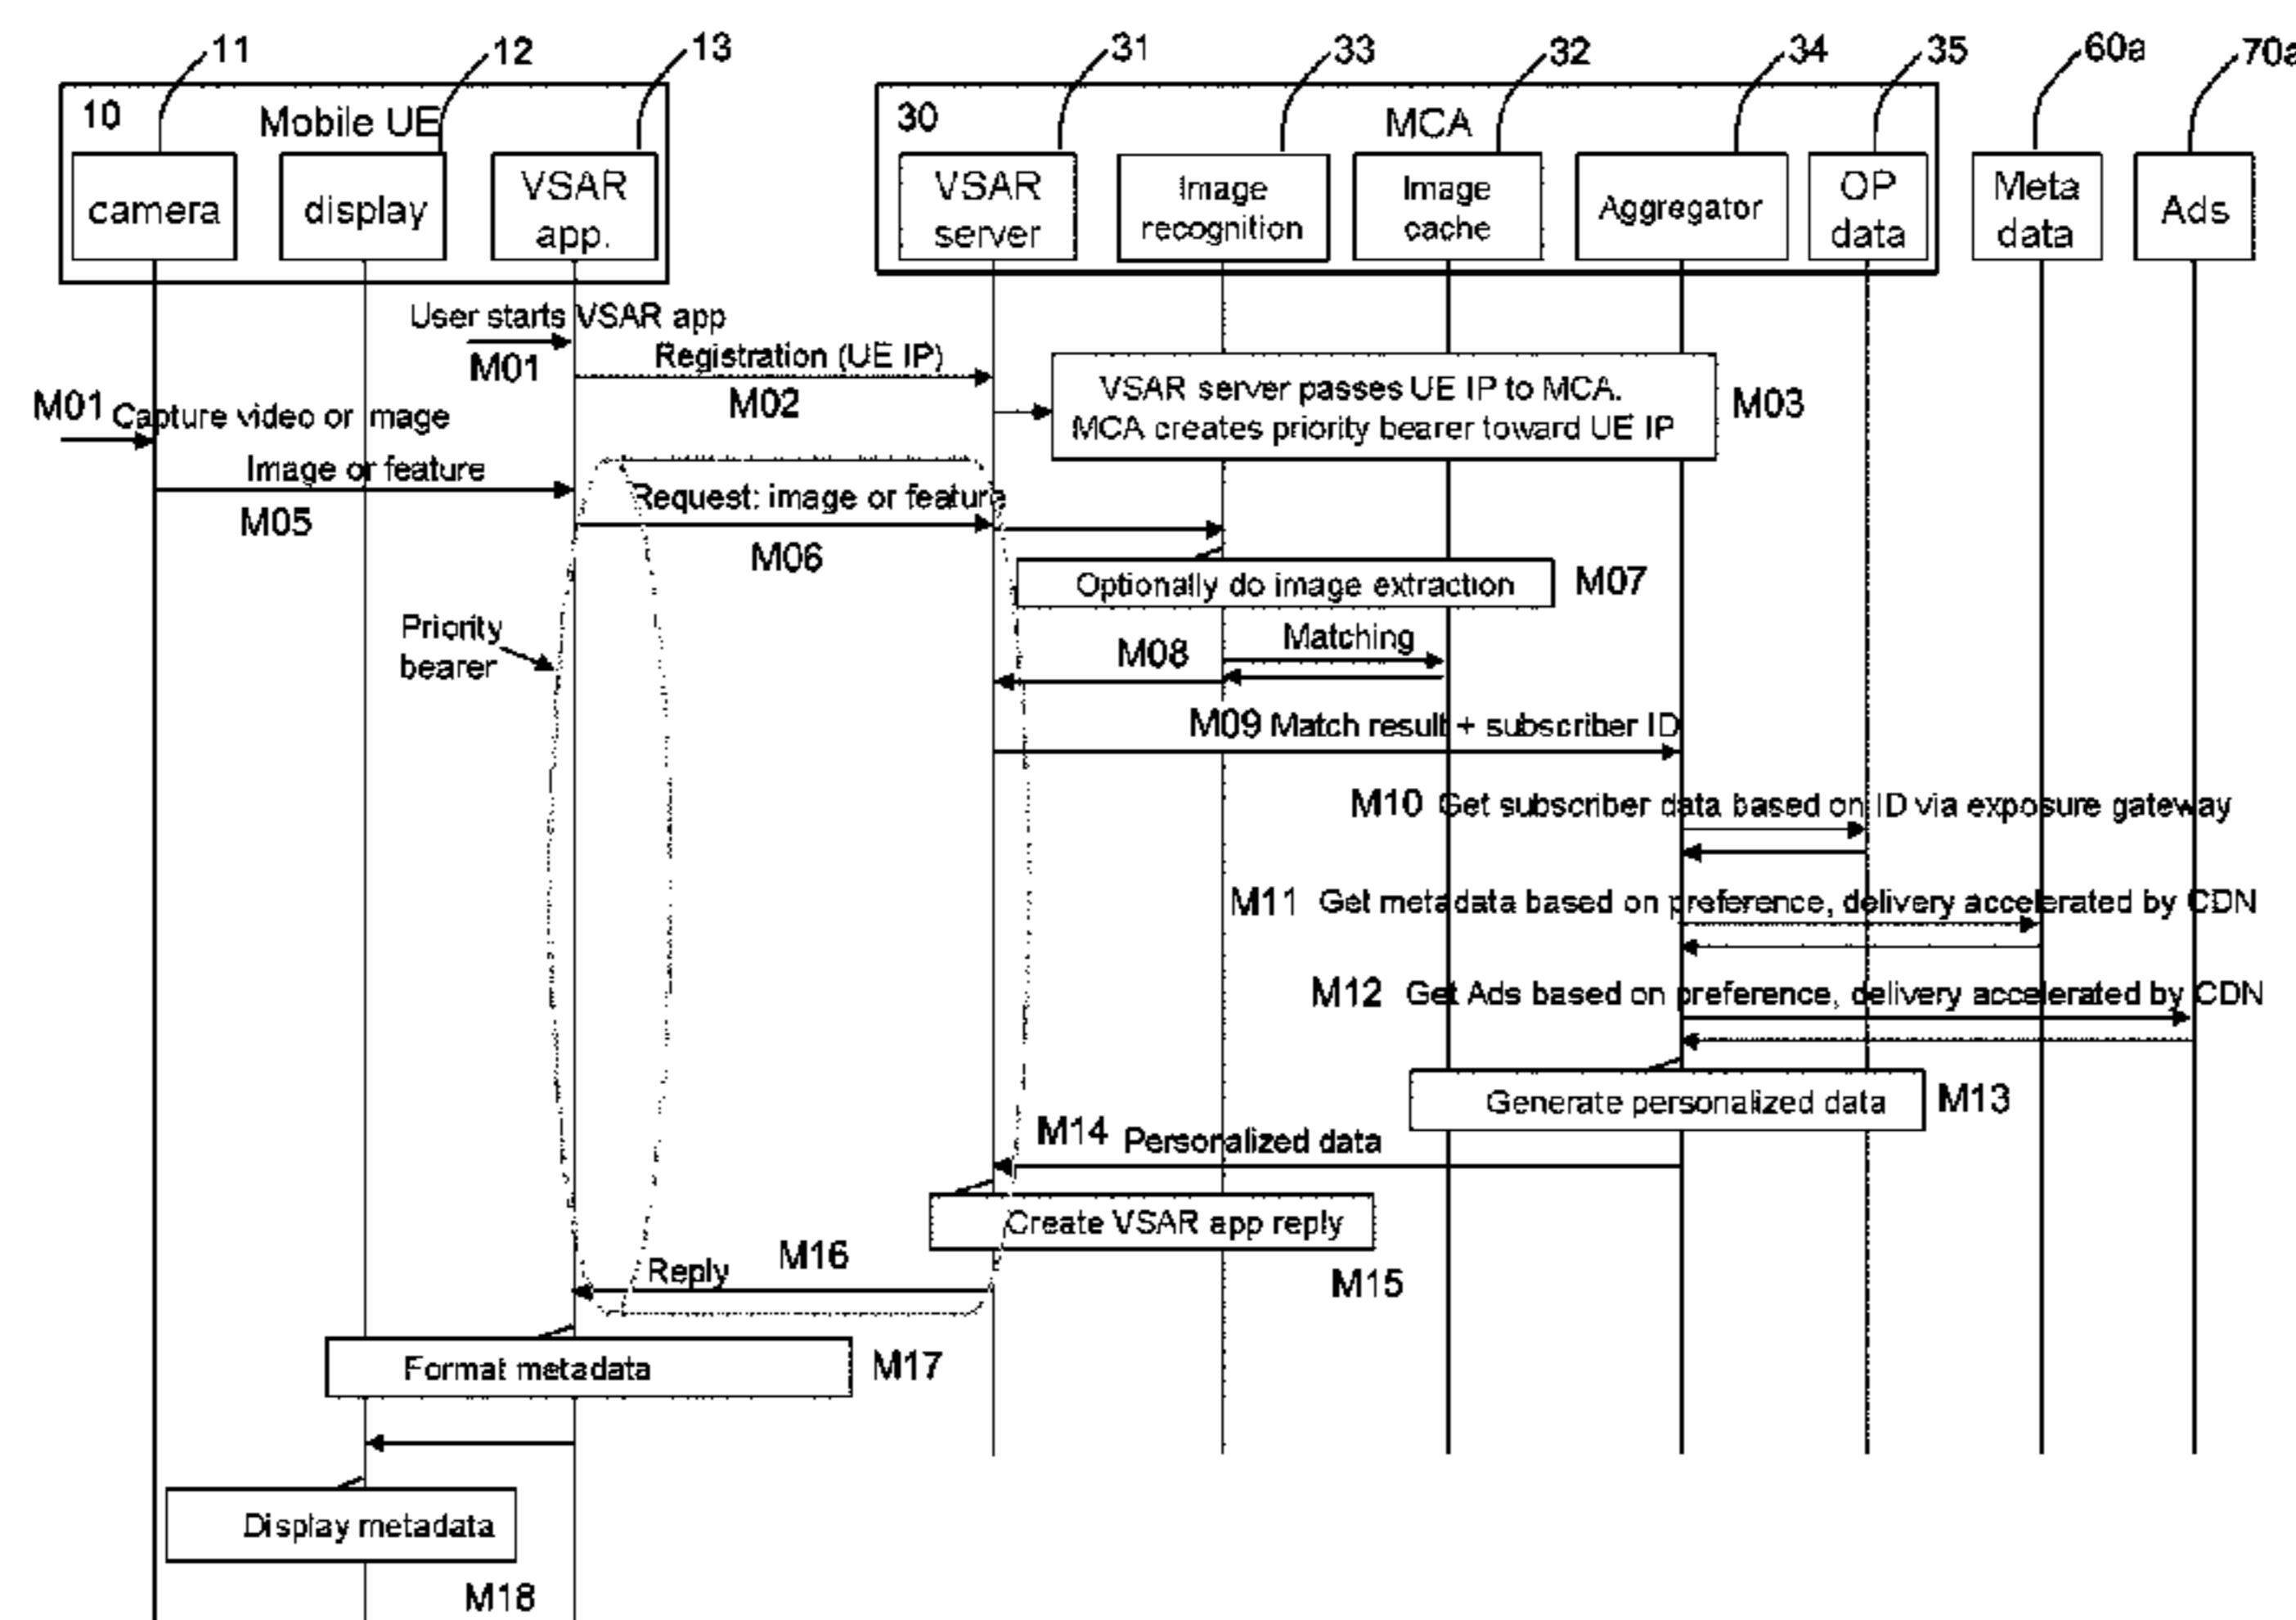 11
12
13
31
33
32
34
35
60a
70a
10
Mobile UE
30
MCA
camera
display
VSAR
app.
VSAR
server
Image
recognition
Image
cache
Aggregator
OP
data
Meta
data
Ads
User starts VSAR app
M01
Registration (UE IP)
M02
VSAR server passes UE IP to MCA.
MCA creates priority bearer toward UE IP
M03
M01 Capture video or mage
Image or feature
M05
Request: image or feature
M06
Optionally do image extraction
M07
Priority
bearer
Matching
M08
M09 Match result + subscriber ID
M10 Get subscriber data based on ID via exposure gateway
M11 Get metadata based on preference, delivery accelerated by CDN
M12 Get Ads based on preference, delivery accelerated by CDN
Generate personalized data
M13
M14 Personalized data
Create VSAR app reply
M15
M16
Reply
Format metadata
M17
Display metadata
M18